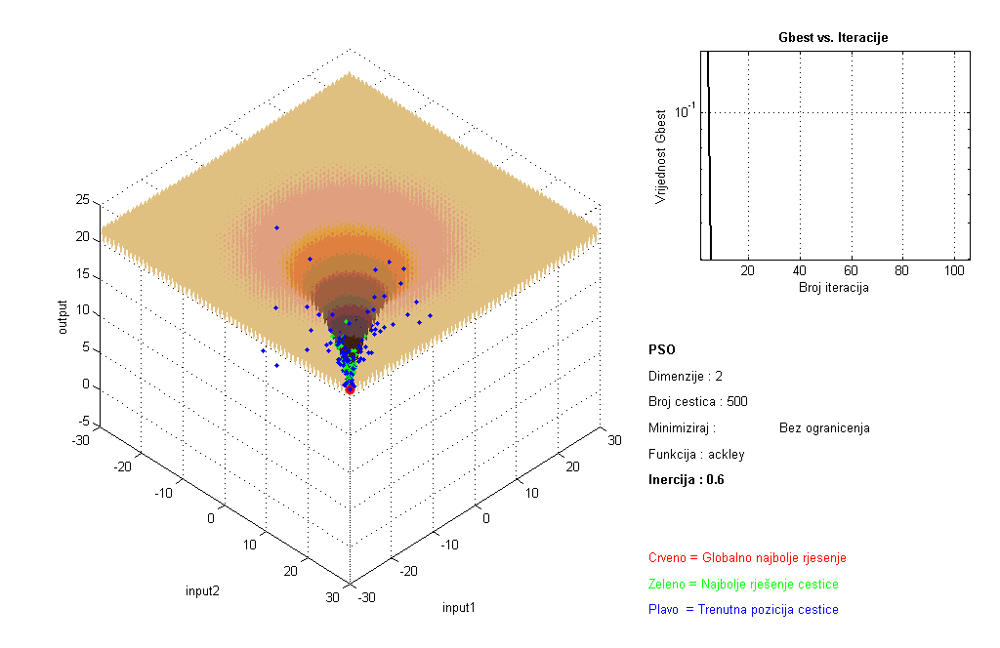 Gbest vs. Iteracije
Vrijednost Gbest
10-1
20 40 60 80 100
Broj iteracija
output
25
20
15
10
5
0
-5
-30
-20
-10
0
10
20
30
input2
-30
-20
-10
0
10
20
30
input1
PSO
Dimenzije : 2
Broj cestica : 500
Minimiziraj : Bez ogranicenja
Funkcija : ackley
Inercija : 0.6
Crveno = Globalno najbolje rjesenje
Zeleno = Najbolje rješenje cestice
Plavo = Trenutna pozicija cestice